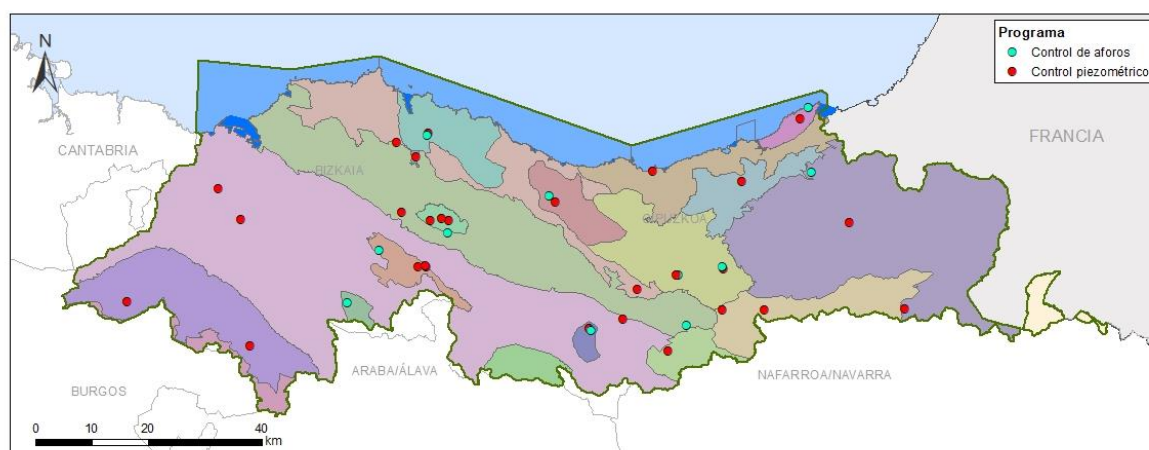 Programa
Control de aforos
Control piezométrico
N
CANTABRIA
FRANCIA
BIZKAIA
GIPUZKOA
ARABA/ÁLAVA
NAFARROA/NAVARRA
BURGOS
0 10 20 40
km